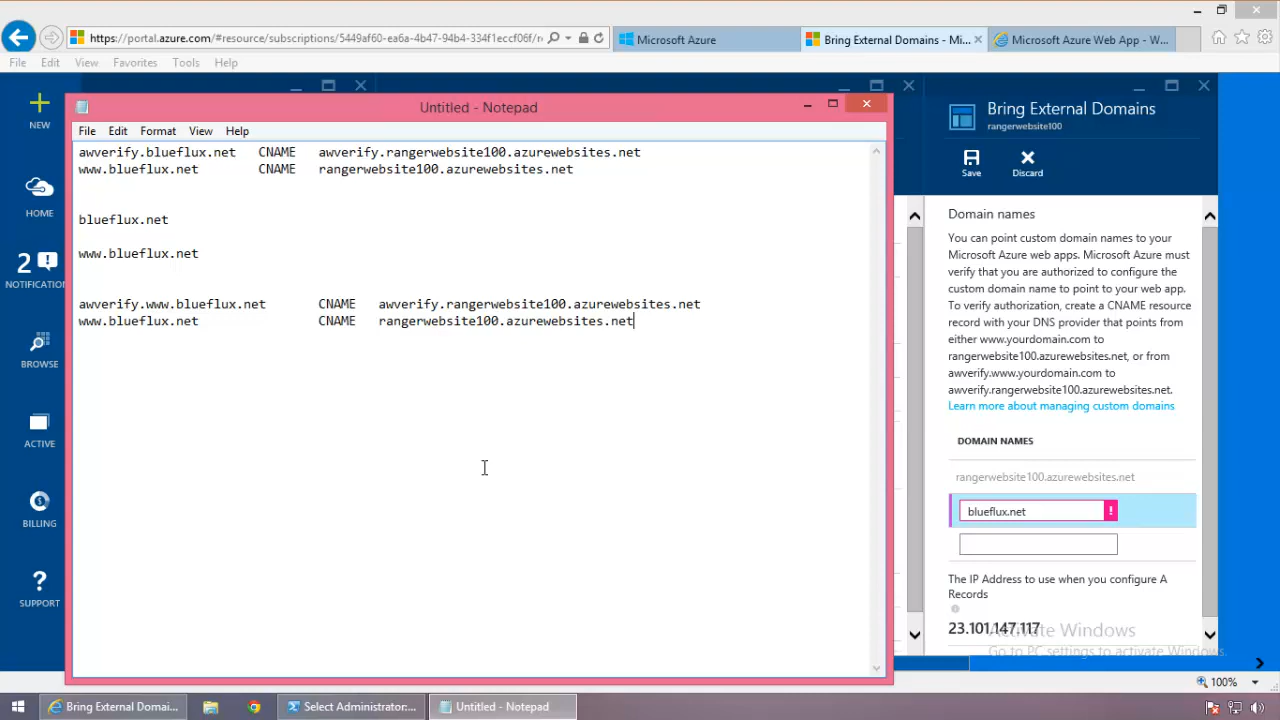 https://portal.azure.com/#resource/subscriptions/5449af60-ea6a-4b47-94b4-334f1eccf06f/r
Microsoft Azure
Bring External Domains - Mi...
Microsoft Azure Web App - W...
File Edit View Favorites Tools Help
NEW
HOME
2
NOTIFICATION
BROWSE
ACTIVE
BILLING
SUPPORT
Untitled - Notepad
File Edit Format View Help
awverify.blueflux.net CNAME awverify.rangerwebsite100.azurewebsites.net
www.blueflux.net CNAME rangerwebsite100.azurewebsites.net
blueflux.net
www.blueflux.net
awverify.www.blueflux.net CNAME awverify.rangerwebsite100.azurewebsites.net
www.blueflux.net CNAME rangerwebsite100.azurewebsites.net
Bring External Domains
rangerwebsite100
Save Discard
Domain names
You can point custom domain names to your
Microsoft Azure web apps. Microsoft Azure must
verify that you are authorized to configure the
custom domain name to point to your web app.
To verify authorization, create a CNAME resource
record with your DNS provider that points from
either www.yourdomain.com to
rangerwebsite100.azurewebsites.net, or from
awverify.www.yourdomain.com to
awverify.rangerwebsite100.azurewebsites.net.
Learn more about managing custom domains
DOMAIN NAMES
rangerwebsite100.azurewebsites.net
blueflux.net !
The IP Address to use when you configure A
Records
23.101.147.117
Activate Windows
Go to PC settings to activate Windows.
100%
Bring External Domai...
Select Administrator:...
Untitled - Notepad